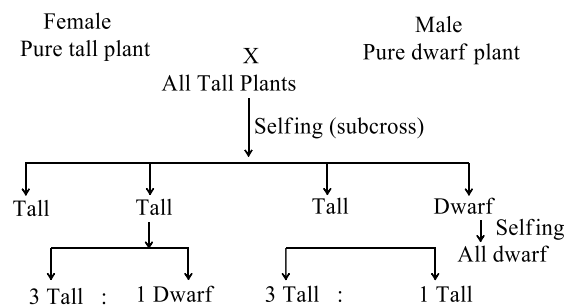 Female
Pure tall plant
Male
Pure dwarf plant
X
All Tall Plants
Selfing (subcross)
Tall
Tall
Tall
Dwarf
Selfing
All dwarf
3 Tall : 1 Dwarf
3 Tall : 1 Tall